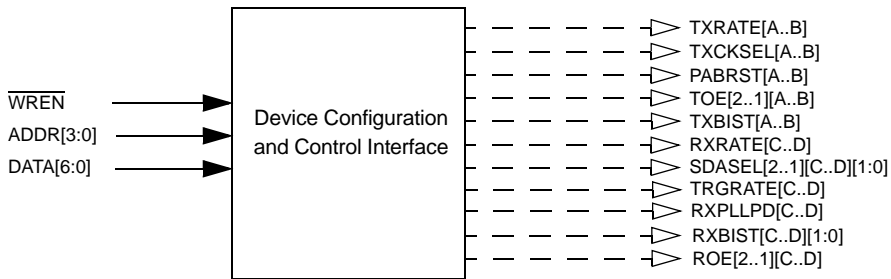 WREN
ADDR[3:0]
DATA[6:0]
Device Configuration
and Control Interface
TXRATE[A..B]
TXCKSEL[A..B]
PABRST[A..B]
TOE[2..1][A..B]
TXBIST[A..B]
RXRATE[C..D]
SDASEL[2..1][C..D][1:0]
TRGRATE[C..D]
RXPLLPD[C..D]
RXBIST[C..D][1:0]
ROE[2..1][C..D]